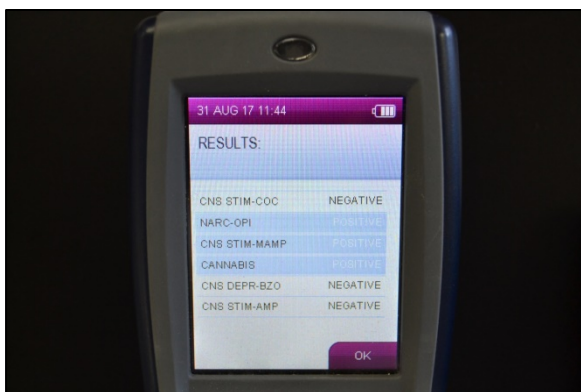 31 AUG 17 11:44
RESULTS:
CNS STIM-COC NEGATIVE
NARC-OPI POSITIVE
CNS STIM-MAMP POSITIVE
CANNABIS POSITIVE
CNS DEPR-BZO NEGATIVE
CNS STIM-AMP NEGATIVE
OK